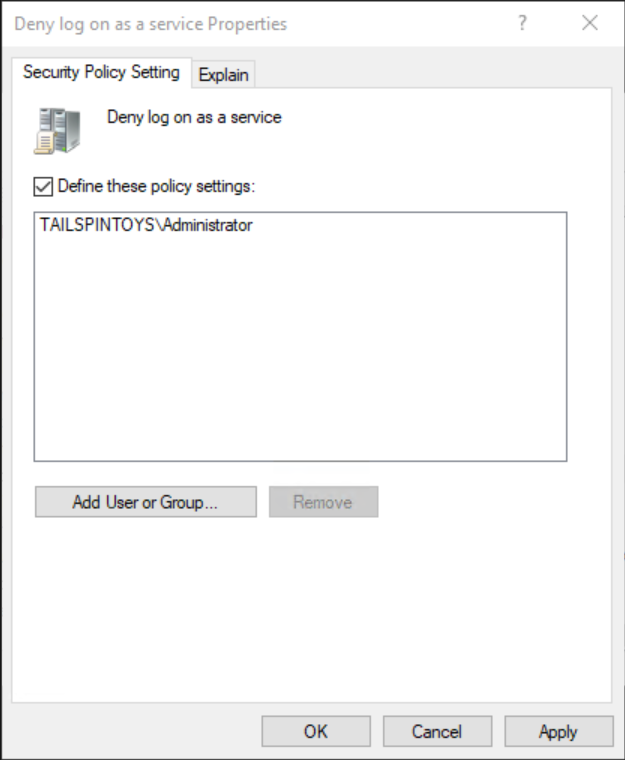 Deny log on as a service Properties ? ×
Security Policy Setting Explain
Deny log on as a service
Define these policy settings:
TAILSPINTOYS\Administrator
Add User or Group... Remove
OK Cancel Apply